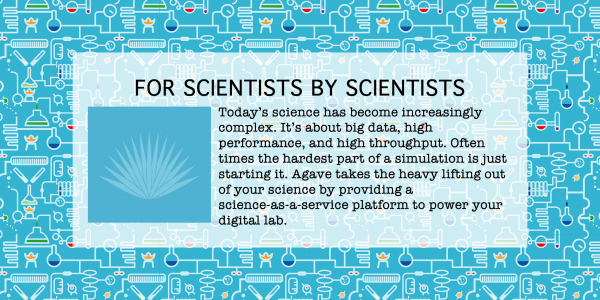 FOR SCIENTISTS BY SCIENTISTS
Today's science has become increasingly
complex. It's about big data, high
performance, and high throughput. Often
times the hardest part of a simulation is just
starting it. Agave takes the heavy lifting out
of your science by providing a
science-as-a-service platform to power your
digital lab.